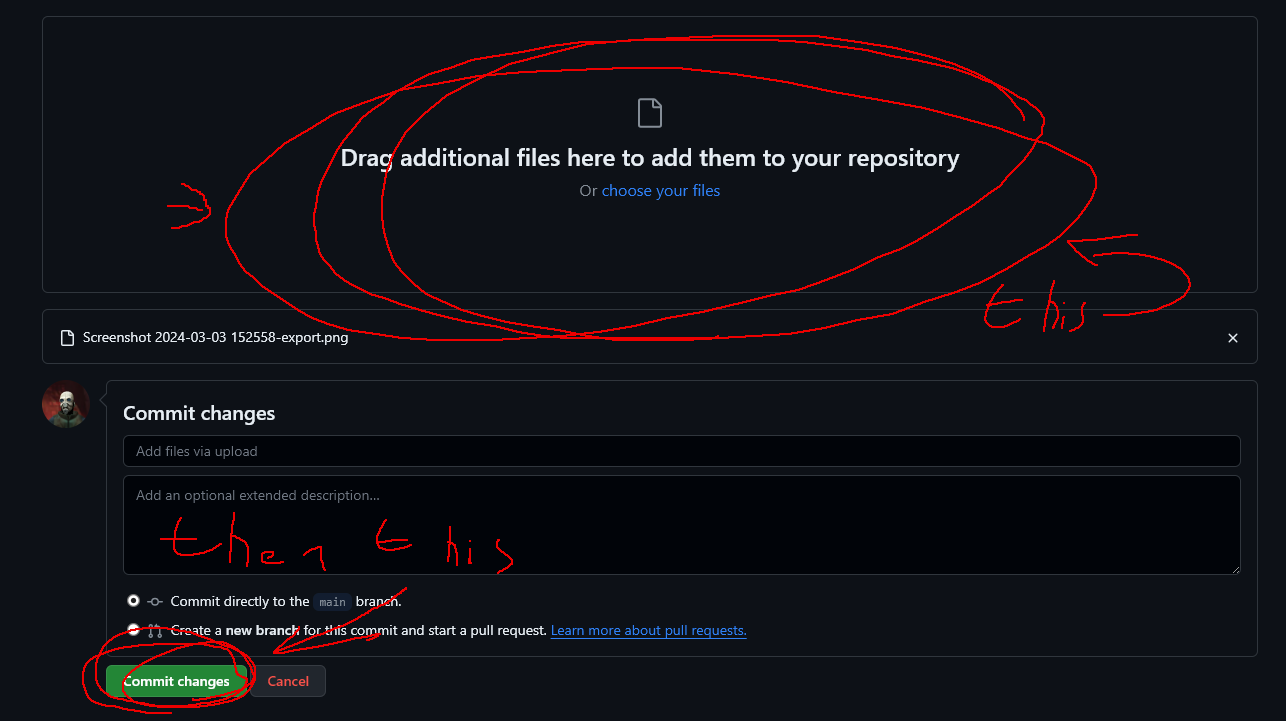 Drag additional files here to add them to your repository
Or choose your files
this
Screenshot 2024-03-03 152558-export.png
Commit changes
Add files via upload
Add an optional extended description...
then this
Commit directly to the main branch.
Create a new branch for this commit and start a pull request. Learn more about pull requests.
Commit changes Cancel